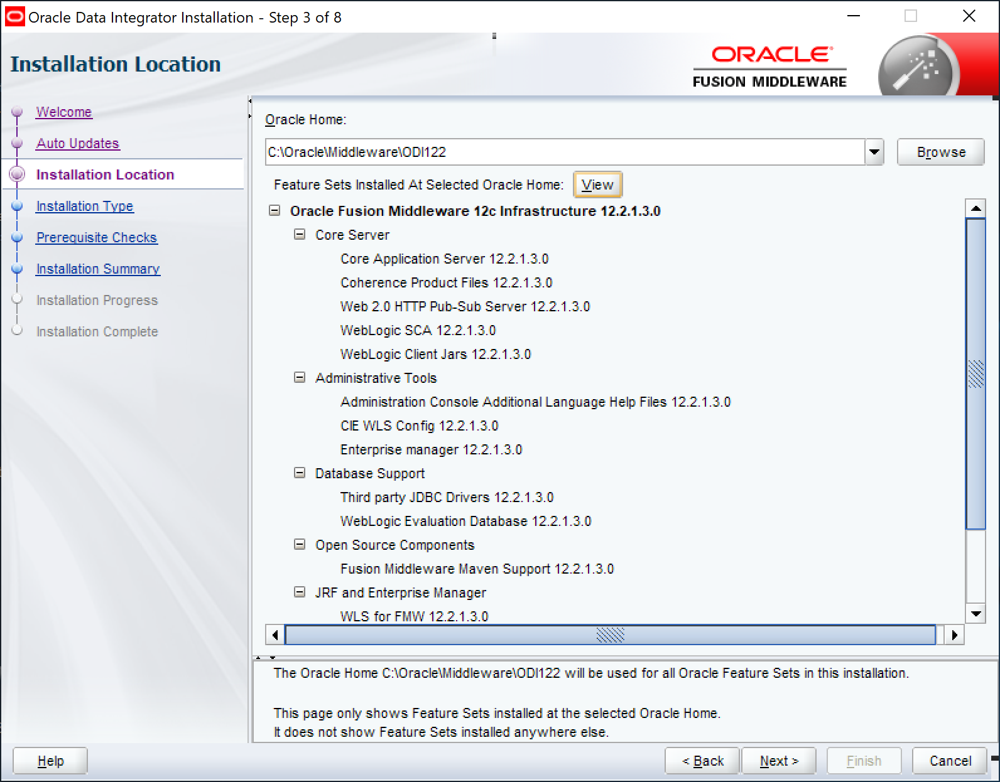 Oracle Data Integrator Installation - Step 3 of 8
Installation Location
ORACLE
FUSION MIDDLEWARE
Welcome
Auto Updates
Installation Location
Installation Type
Prerequisite Checks
Installation Summary
Installation Progress
Installation Complete
Oracle Home:
C:\Oracle\Middleware\ODI122
Browse
Feature Sets Installed At Selected Oracle Home: View
Oracle Fusion Middleware 12c Infrastructure 12.2.1.3.0
Core Server
Core Application Server 12.2.1.3.0
Coherence Product Files 12.2.1.3.0
Web 2.0 HTTP Pub-Sub Server 12.2.1.3.0
WebLogic SCA 12.2.1.3.0
WebLogic Client Jars 12.2.1.3.0
Administrative Tools
Administration Console Additional Language Help Files 12.2.1.3.0
CIE WLS Config 12.2.1.3.0
Enterprise manager 12.2.1.3.0
Database Support
Third party JDBC Drivers 12.2.1.3.0
WebLogic Evaluation Database 12.2.1.3.0
Open Source Components
Fusion Middleware Maven Support 12.2.1.3.0
JRF and Enterprise Manager
WLS for FMW 12.2.1.3.0
The Oracle Home C:\Oracle\Middleware\ODI122 will be used for all Oracle Feature Sets in this installation.
This page only shows Feature Sets installed at the selected Oracle Home.
It does not show Feature Sets installed anywhere else.
Help
< Back
Next >
Finish
Cancel